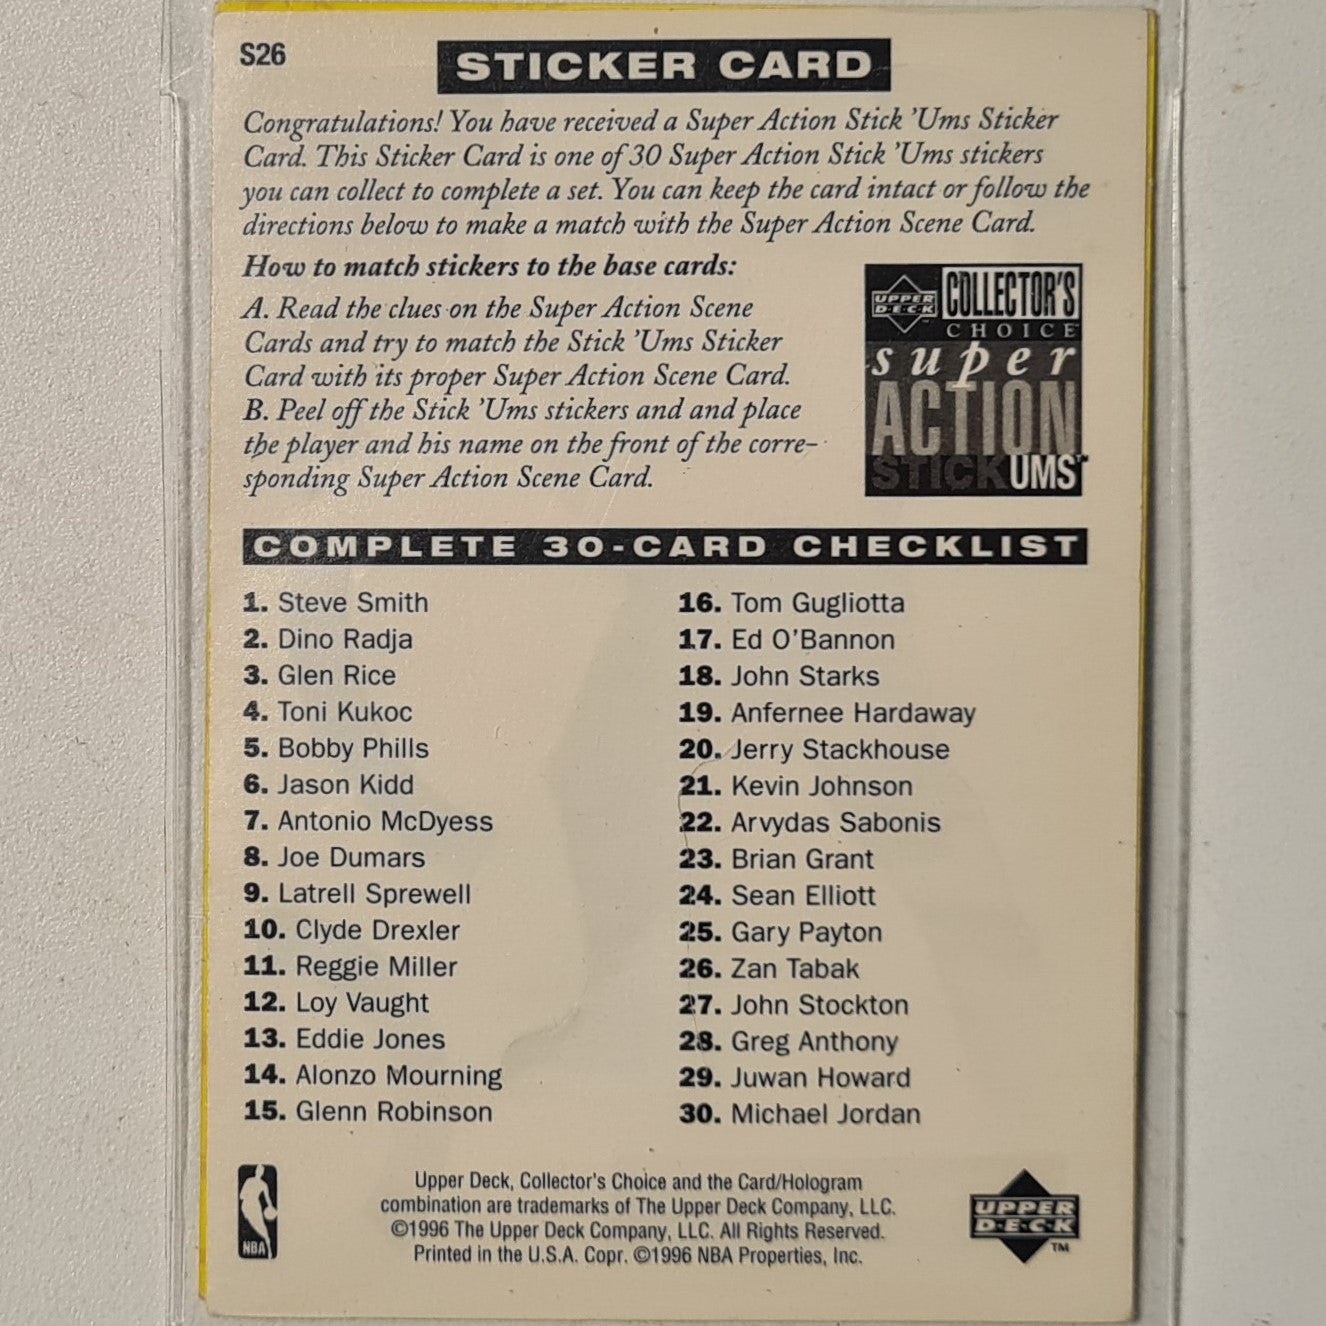 S26
STICKER CARD
Congratulations! You have received a Super Action Stick 'Ums Sticker
Card. This Sticker Card is one of 30 Super Action Stick 'Ums stickers
you can collect to complete a set. You can keep the card intact or follow the
directions below to make a match with the Super Action Scene Card.
How to match stickers to the base cards:
A. Read the clues on the Super Action Scene
Cards and try to match the Stick 'Ums Sticker
Card with its proper Super Action Scene Card.
B. Peel off the Stick 'Ums stickers and and place
the player and his name on the front of the corre-
sponding Super Action Scene Card.
UPPER DECK COLLECTOR'S
CHOICE
super
ACTION
STICKUMS™
COMPLETE 30-CARD CHECKLIST
1. Steve Smith
2. Dino Radja
3. Glen Rice
4. Toni Kukoc
5. Bobby Phills
6. Jason Kidd
7. Antonio McDyess
8. Joe Dumars
9. Latrell Sprewell
10. Clyde Drexler
11. Reggie Miller
12. Loy Vaught
13. Eddie Jones
14. Alonzo Mourning
15. Glenn Robinson
16. Tom Gugliotta
17. Ed O'Bannon
18. John Starks
19. Anfernee Hardaway
20. Jerry Stackhouse
21. Kevin Johnson
22. Arvydas Sabonis
23. Brian Grant
24. Sean Elliott
25. Gary Payton
26. Zan Tabak
27. John Stockton
28. Greg Anthony
29. Juwan Howard
30. Michael Jordan
NBA
Upper Deck, Collector's Choice and the Card/Hologram
combination are trademarks of The Upper Deck Company, LLC.
©1996 The Upper Deck Company, LLC. All Rights Reserved.
Printed in the U.S.A. Copr. ©1996 NBA Properties, Inc.
UPPER
DECK
TM